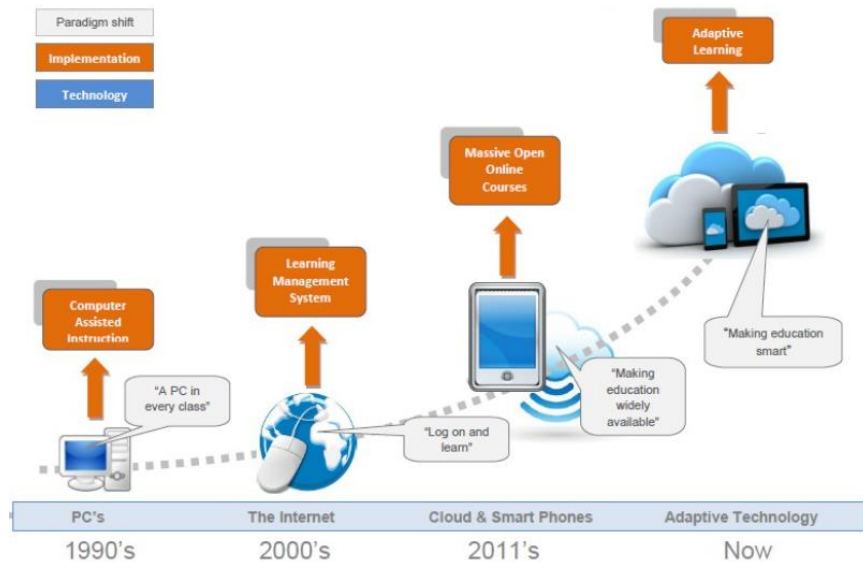 Paradigm shift
Implementation
Technology
Adaptive
Learning
Massive Open
Online
Courses
Learning
Management
System
Computer
Assisted
Instruction
"A PC in
every class"
"Log on and
learn"
"Making
education
widely
available"
"Making education
smart"
PC's
The Internet
Cloud & Smart Phones
Adaptive Technology
1990's
2000's
2011's
Now